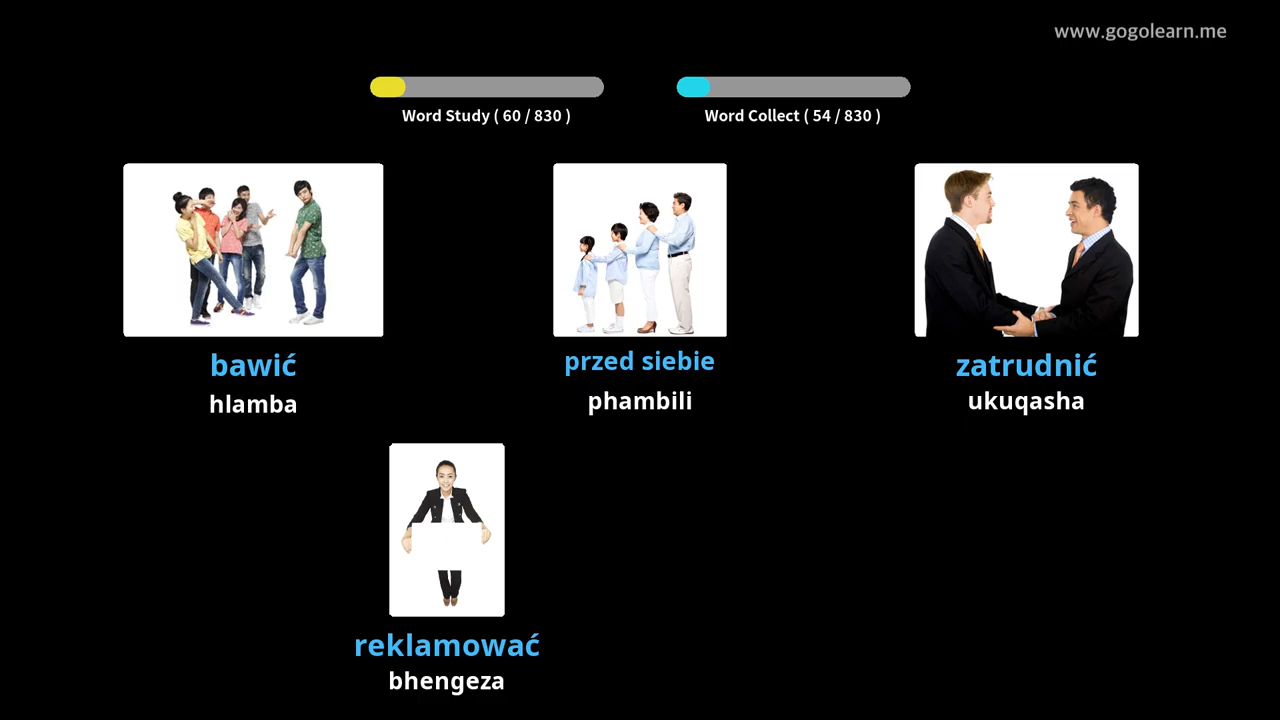 www.gogolearn.me
Word Study ( 60 / 830 )
Word Collect ( 54 / 830 )
bawić
hlamba
przed siebie
phambili
zatrudnić
ukuqasha
reklamować
bhengeza